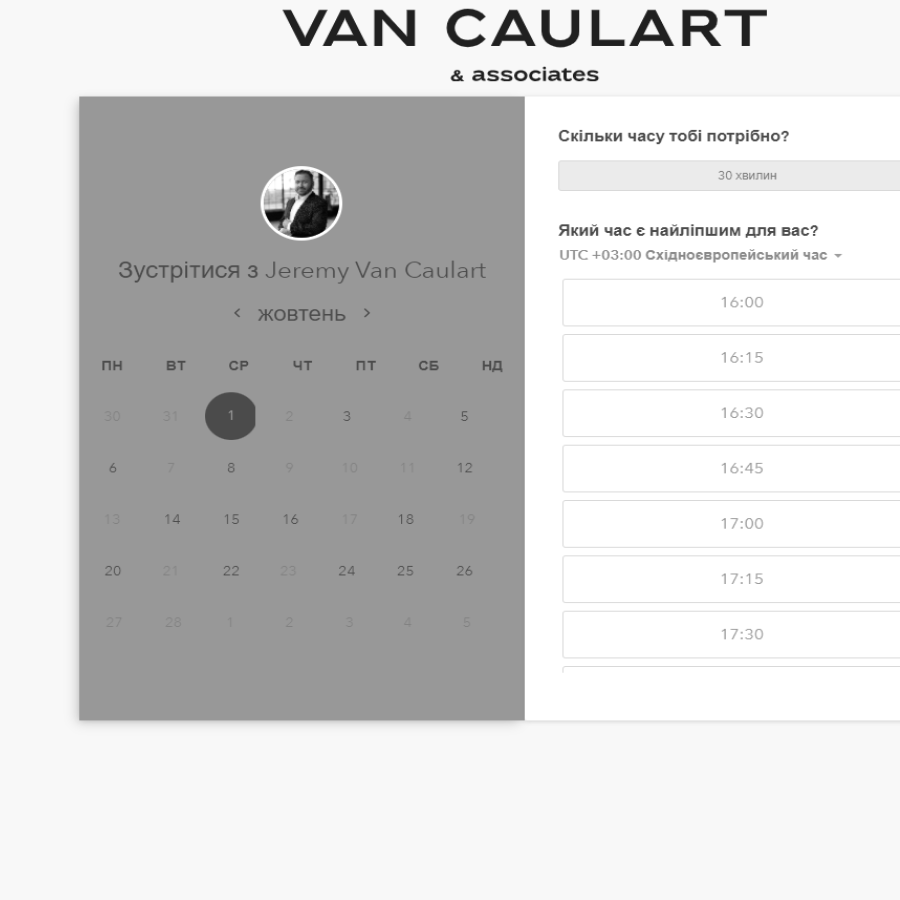 VAN CAULART
& associates
Зустрітися з Jeremy Van Caulart
жовтень
ПН ВТ СР ЧТ ПТ СБ НД
30 31 1 2 3 4 5
6 7 8 9 10 11 12
13 14 15 16 17 18 19
20 21 22 23 24 25 26
27 28 1 2 3 4 5
Скільки часу тобі потрібно?
30 хвилин
Який час є найліпшим для вас?
UTC +03:00 Східноєвропейський час
16:00
16:15
16:30
16:45
17:00
17:15
17:30